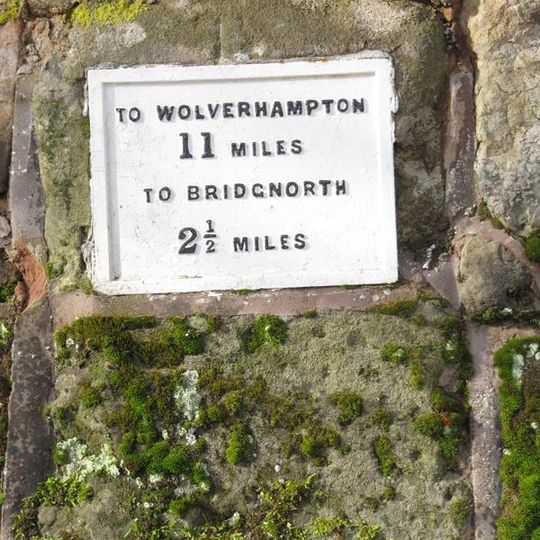 TO WOLVERHAMPTON
11 MILES
TO BRIDGNORTH
2½ MILES